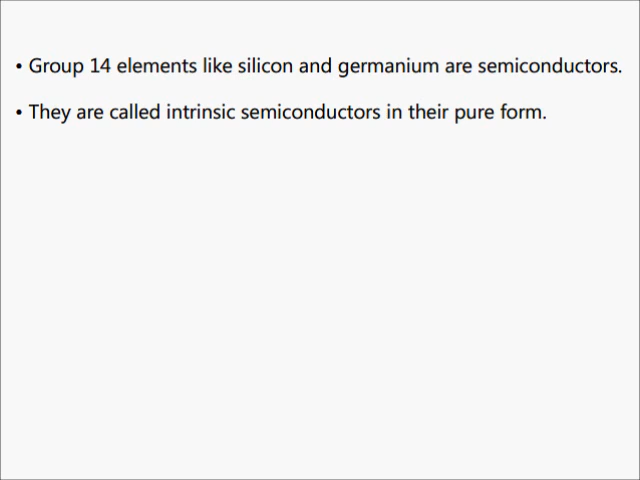 • Group 14 elements like silicon and germanium are semiconductors.
• They are called intrinsic semiconductors in their pure form.